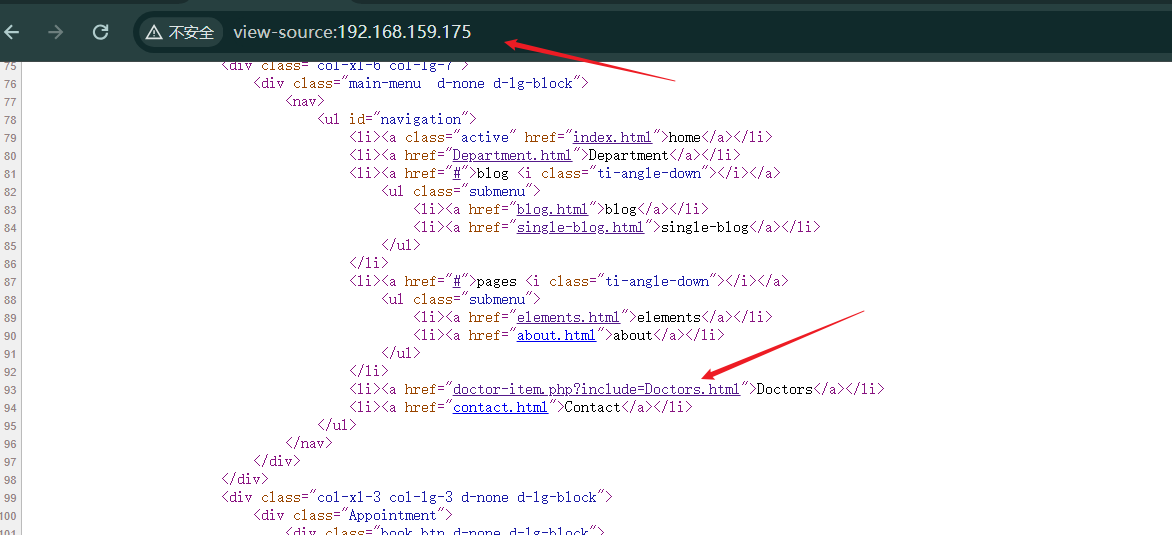 不安全 view-source:192.168.159.175
75 <div class="col-xl-6 col-lg-7">
76 <div class="main-menu  d-none d-lg-block">
77 <nav>
78 <ul id="navigation">
79 <li><a class="active" href="index.html">home</a></li>
80 <li><a href="Department.html">Department</a></li>
81 <li><a href="#">blog <i class="ti-angle-down"></i></a>
82 <ul class="submenu">
83 <li><a href="blog.html">blog</a></li>
84 <li><a href="single-blog.html">single-blog</a></li>
85 </ul>
86 </li>
87 <li><a href="#">pages <i class="ti-angle-down"></i></a>
88 <ul class="submenu">
89 <li><a href="elements.html">elements</a></li>
90 <li><a href="about.html">about</a></li>
91 </ul>
92 </li>
93 <li><a href="doctor-item.php?include=Doctors.html">Doctors</a></li>
94 <li><a href="contact.html">Contact</a></li>
95 </ul>
96 </nav>
97 </div>
98 </div>
99 <div class="col-xl-3 col-lg-3 d-none d-lg-block">
100 <div class="Appointment">
101 <div class="book_btn d-none d-lg-block">